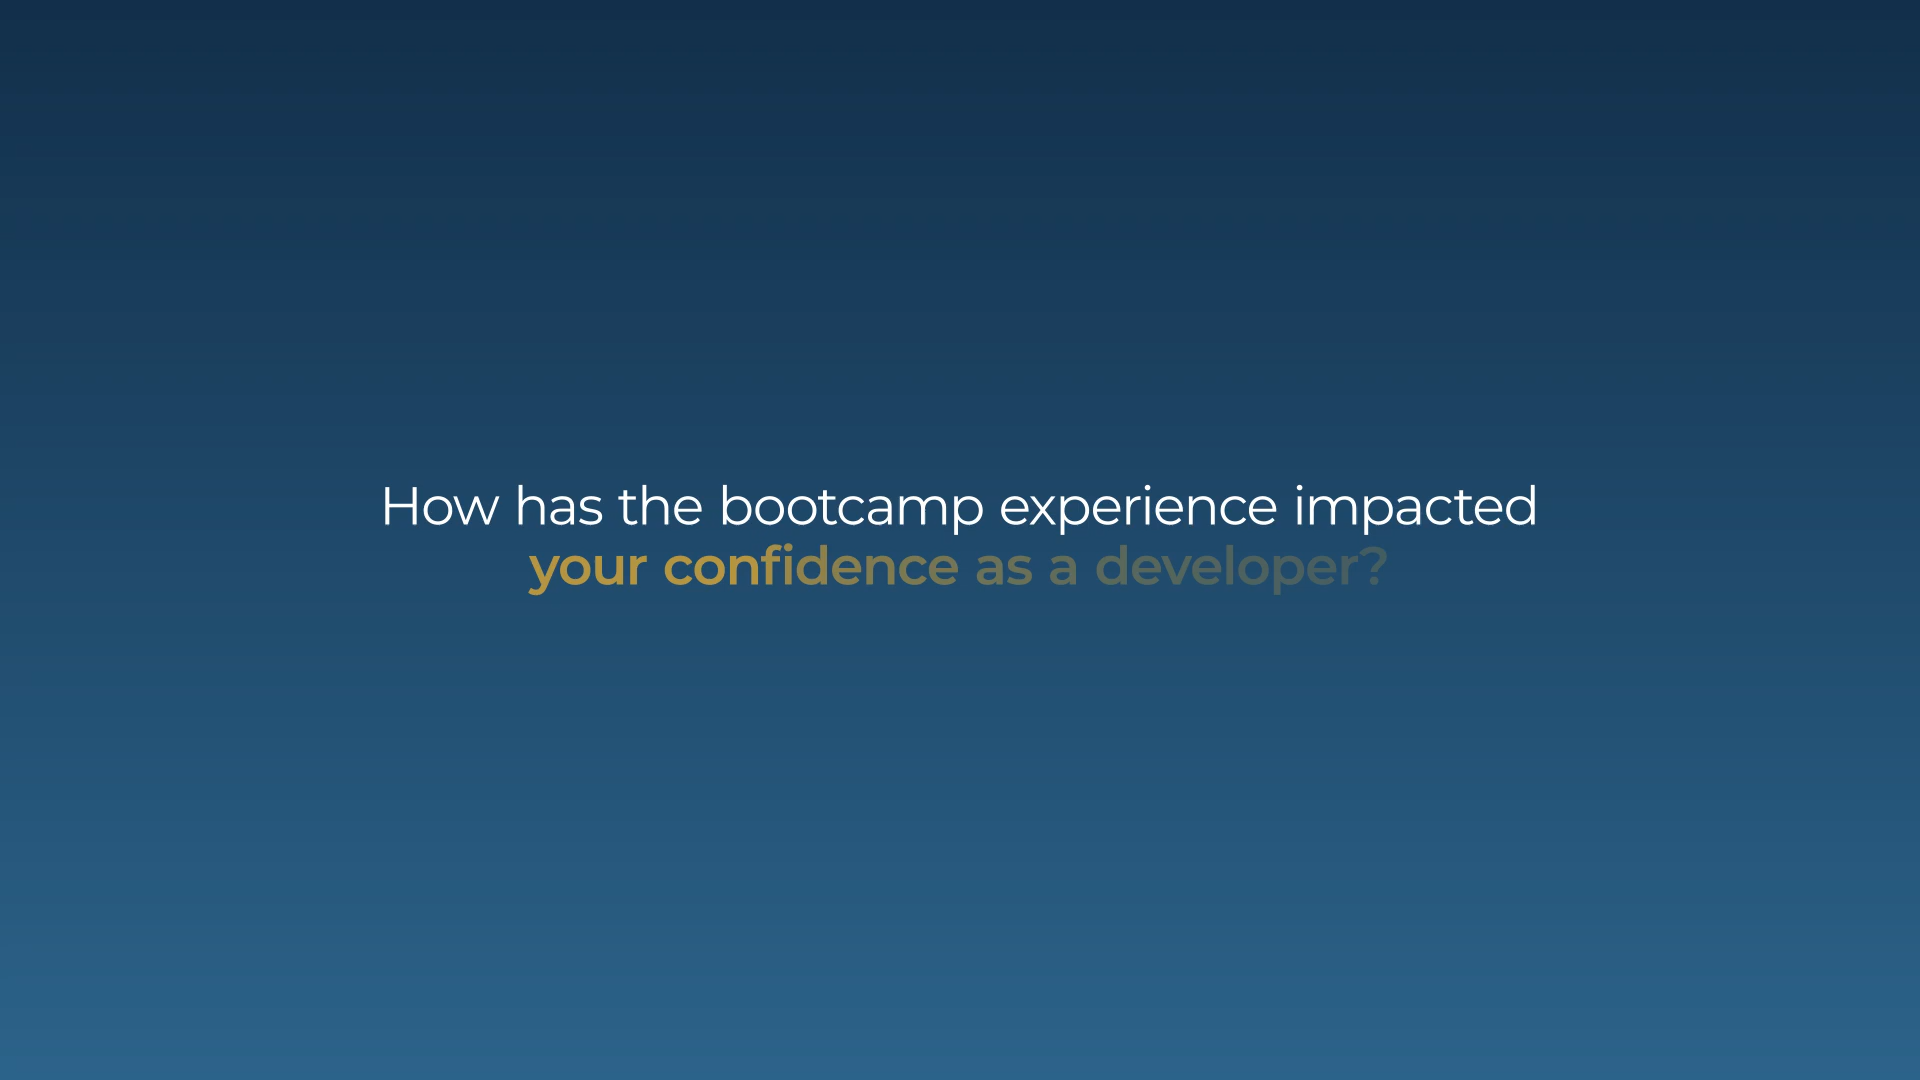 How has the bootcamp experience impacted
your confidence as a developer?